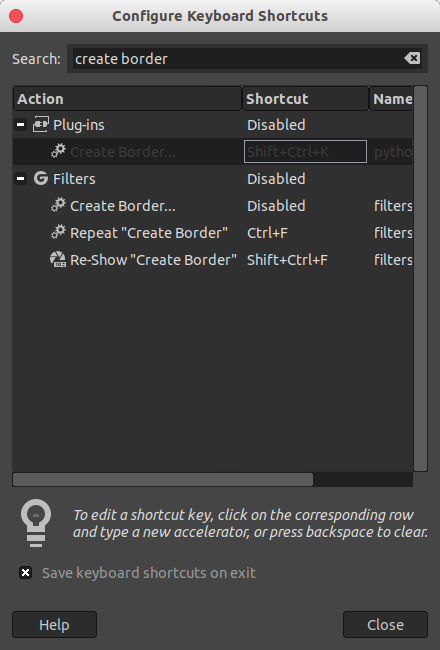 Configure Keyboard Shortcuts
Search: create border
Action Shortcut Name
Plug-ins Disabled
Create Border... Shift+Ctrl+K pytho
Filters Disabled
Create Border... Disabled filters
Repeat "Create Border" Ctrl+F filters
Re-Show "Create Border" Shift+Ctrl+F filters
To edit a shortcut key, click on the corresponding row
and type a new accelerator, or press backspace to clear.
Save keyboard shortcuts on exit
Help Close